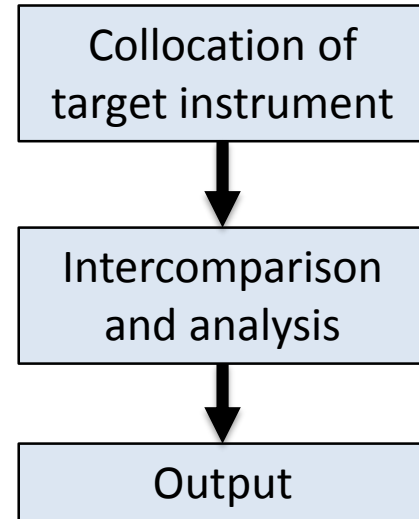 Collocation of
target instrument
Intercomparison
and analysis
Output